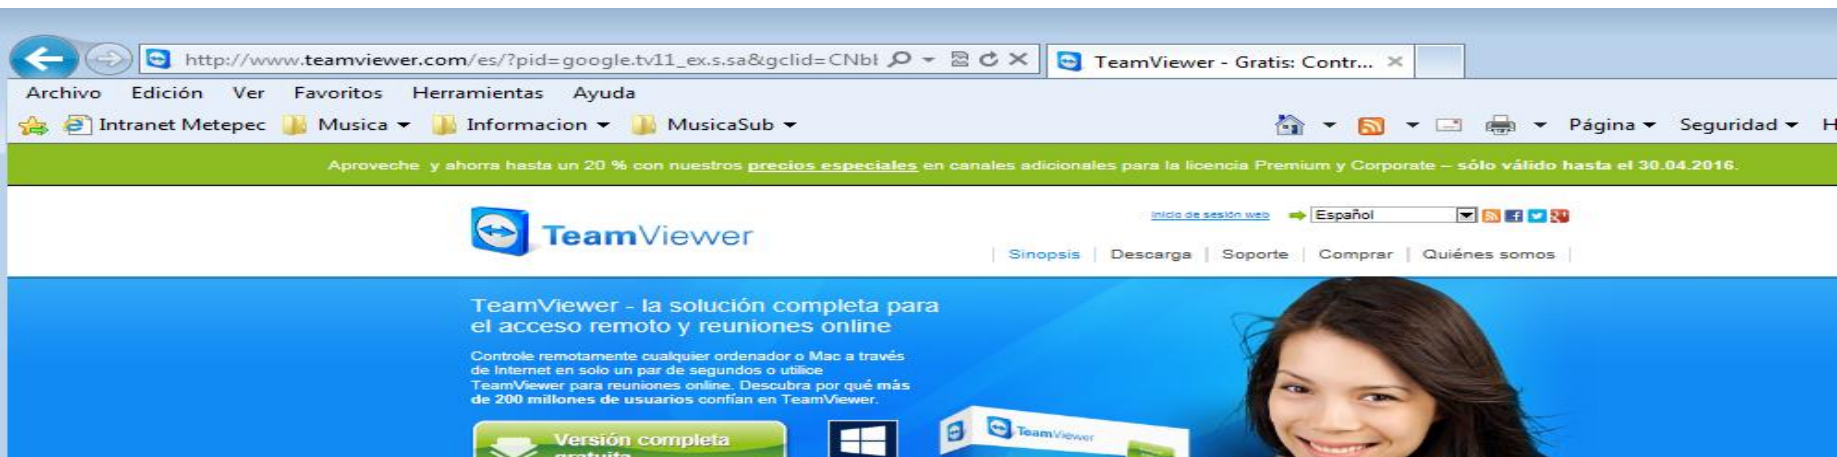 http://www.teamviewer.com/es/?pid=google.tv11_ex.s.sa&gclid=CNbI
TeamViewer - Gratis: Contr...
Archivo Edición Ver Favoritos Herramientas Ayuda
Intranet Metepec Musica Informacion MusicaSub Página Seguridad H
Aproveche y ahorra hasta un 20 % con nuestros precios especiales en canales adicionales para la licencia Premium y Corporate – sólo válido hasta el 30.04.2016.
Inicio de sesión web Español
TeamViewer
Sinopsis | Descarga | Soporte | Comprar | Quiénes somos
TeamViewer - la solución completa para
el acceso remoto y reuniones online
Controle remotamente cualquier ordenador o Mac a través
de Internet en solo un par de segundos o utilice
TeamViewer para reuniones online. Descubra por qué más
de 200 millones de usuarios confían en TeamViewer.
Versión completa
gratuita
TeamViewer